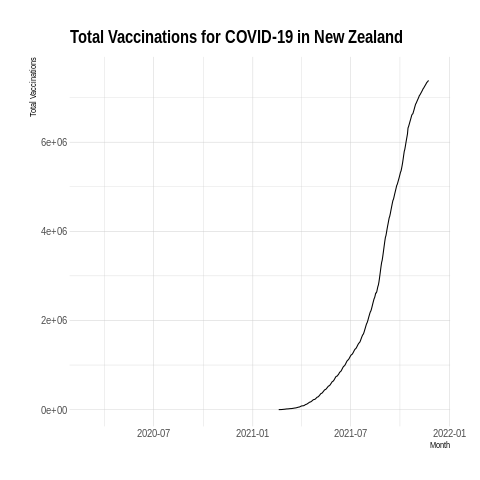 Total Vaccinations for COVID-19 in New Zealand
Total Vaccinations
6e+06
4e+06
2e+06
0e+00
2020-07 2021-01 2021-07 2022-01
Month